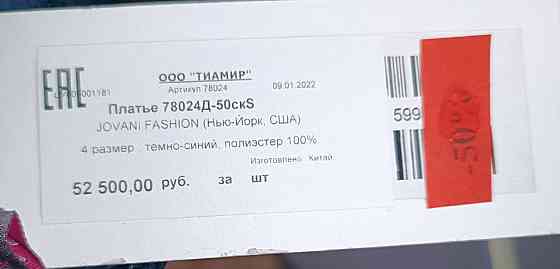 ООО "ТИАМИР"
EAC
Артикул 78024 09.01.2022
Платье 78024Д-50скS
JOVANI FASHION (Нью-Йорк, США)
4 размер, темно-синий, полиэстер 100%
Изготовлено: Китай
52 500,00 руб. за шт
599
-50%